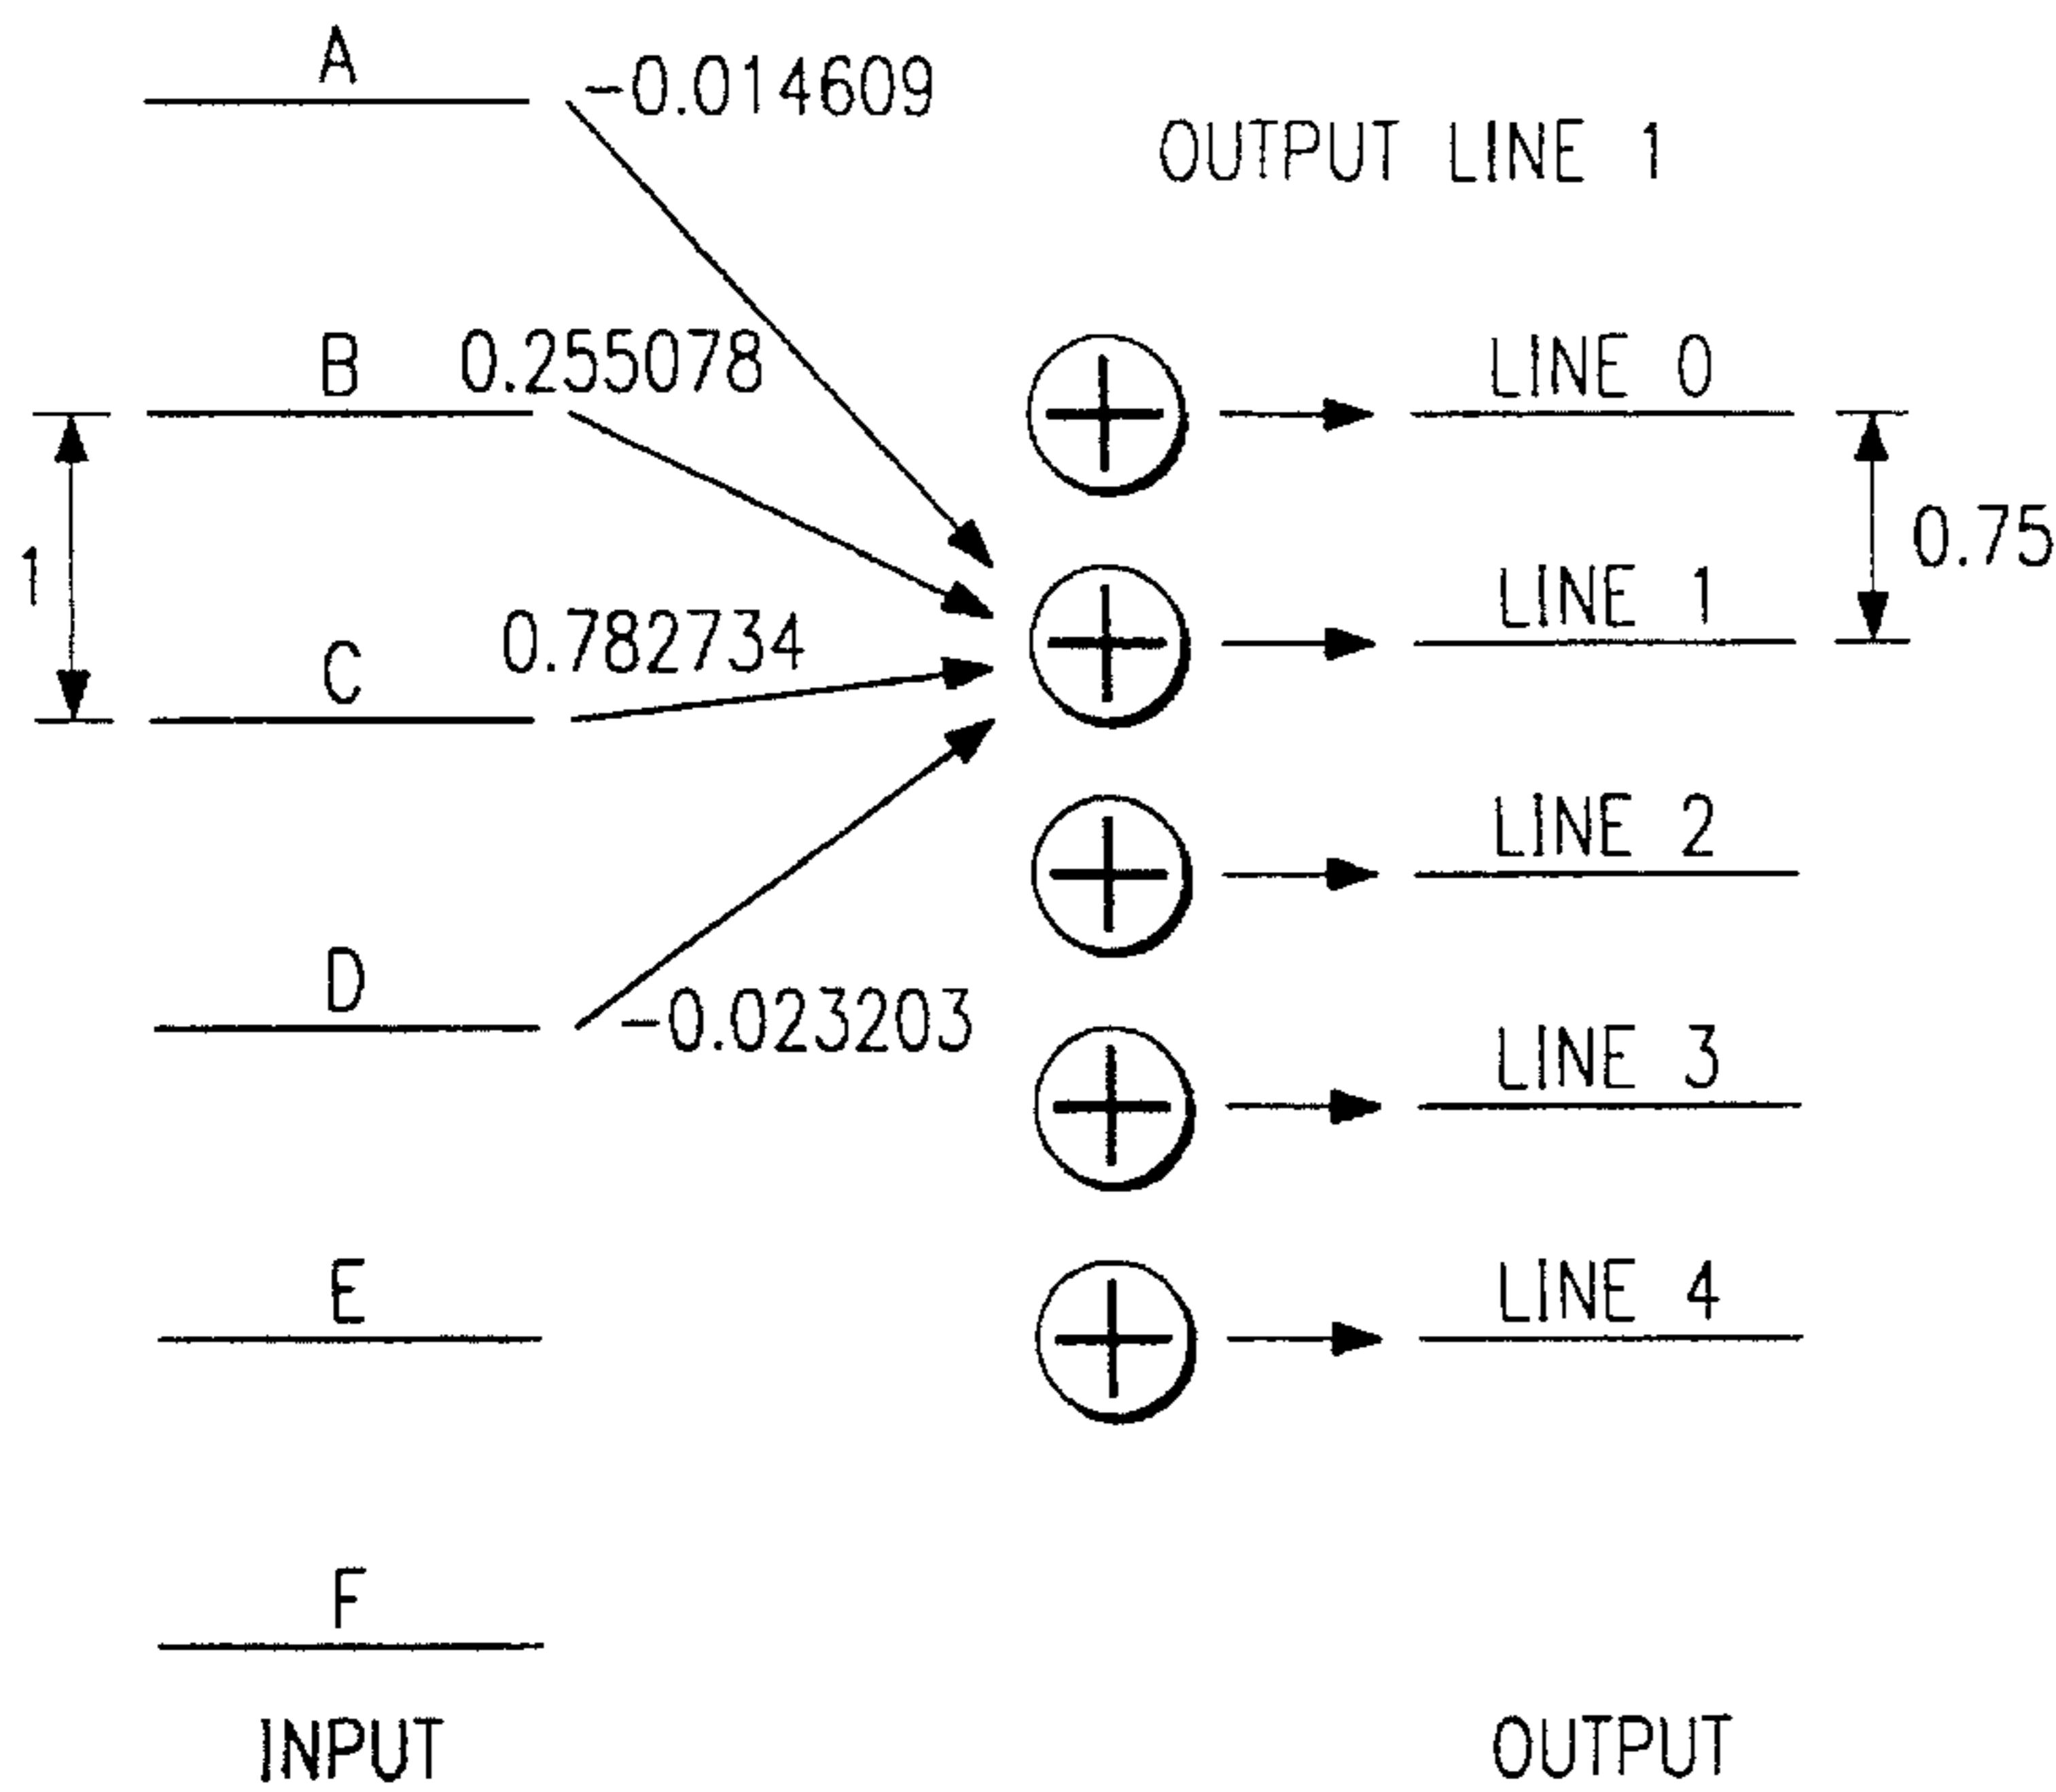 A
-0.014609
OUTPUT LINE 1
B
0.255078
LINE 0
1
0.75
LINE 1
C
0.782734
LINE 2
D
-0.023203
LINE 3
E
LINE 4
F
INPUT
OUTPUT